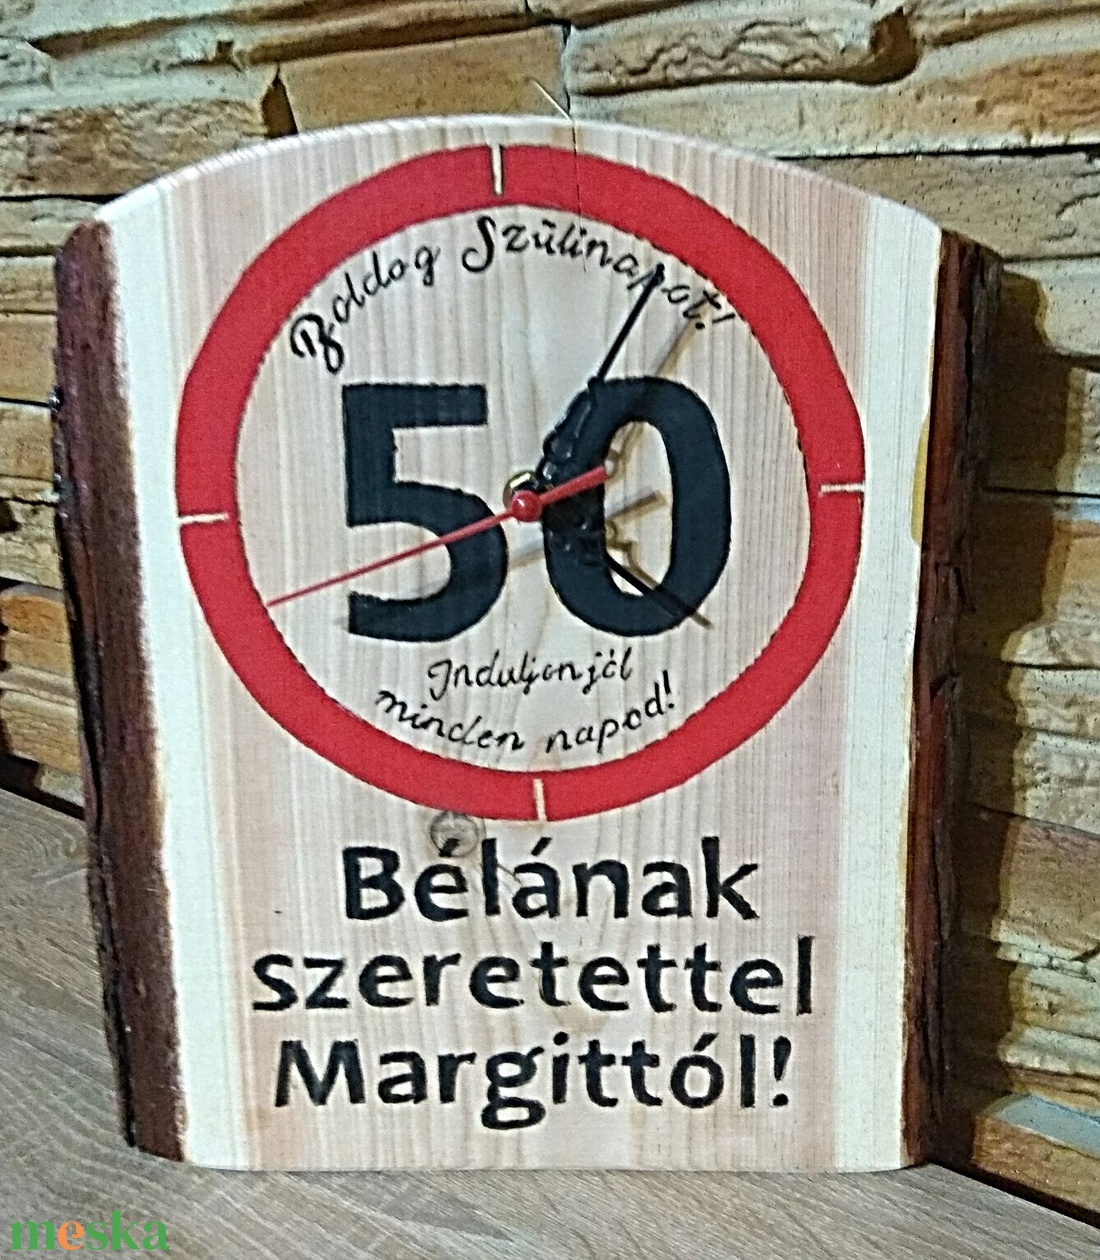 Boldog Szülinapot!
50
Induljon jól
minden napod!
Bélának
szeretettel
Margittól!
meska